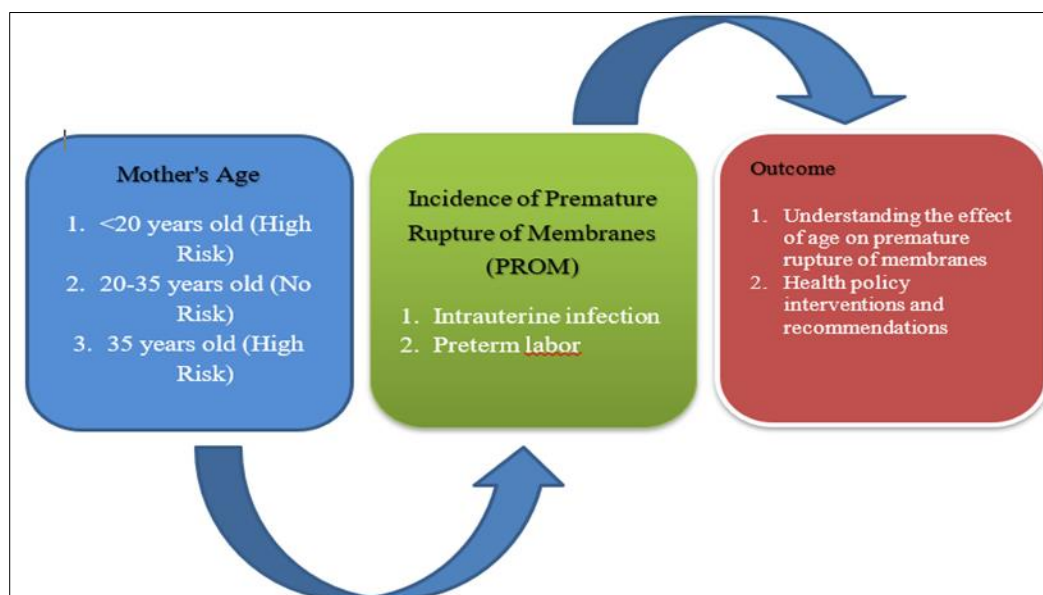 Mother's Age
1. <20 years old (High
Risk)
2. 20-35 years old (No
Risk)
3. 35 years old (High
Risk)
Incidence of Premature
Rupture of Membranes
(PROM)
1. Intrauterine infection
2. Preterm labor
Outcome
1. Understanding the effect
of age on premature
rupture of membranes
2. Health policy
interventions and
recommendations